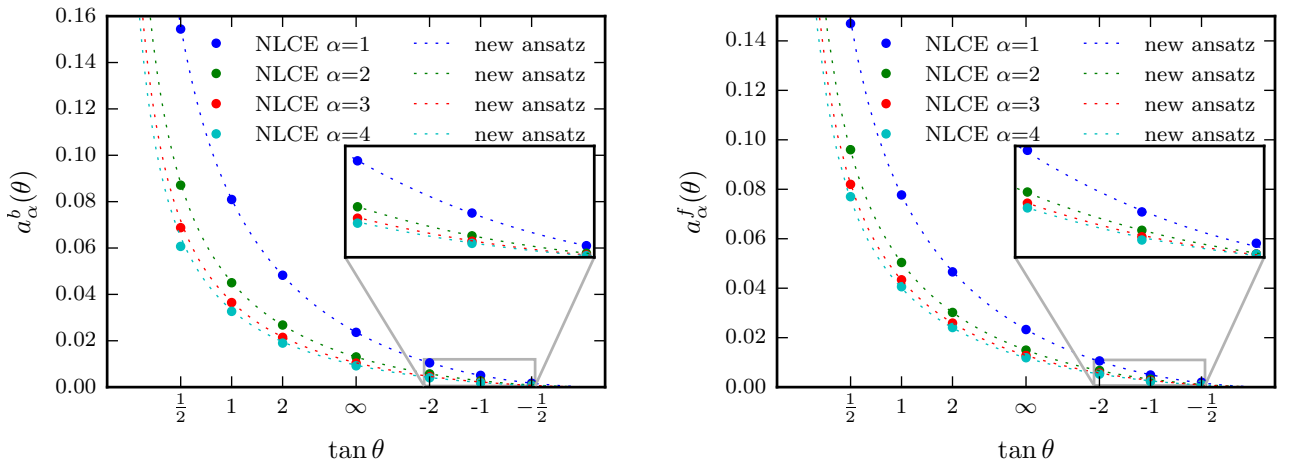 0.16
0.14
0.12
0.10
0.08
0.06
0.04
0.02
0.00
a_α^b(θ)
NLCE α=1 new ansatz
NLCE α=2 new ansatz
NLCE α=3 new ansatz
NLCE α=4 new ansatz
1/2 1 2 ∞ -2 -1 −1/2
tan θ
0.14
0.12
0.10
0.08
0.06
0.04
0.02
0.00
a_α^f(θ)
NLCE α=1 new ansatz
NLCE α=2 new ansatz
NLCE α=3 new ansatz
NLCE α=4 new ansatz
1/2 1 2 ∞ -2 -1 −1/2
tan θ